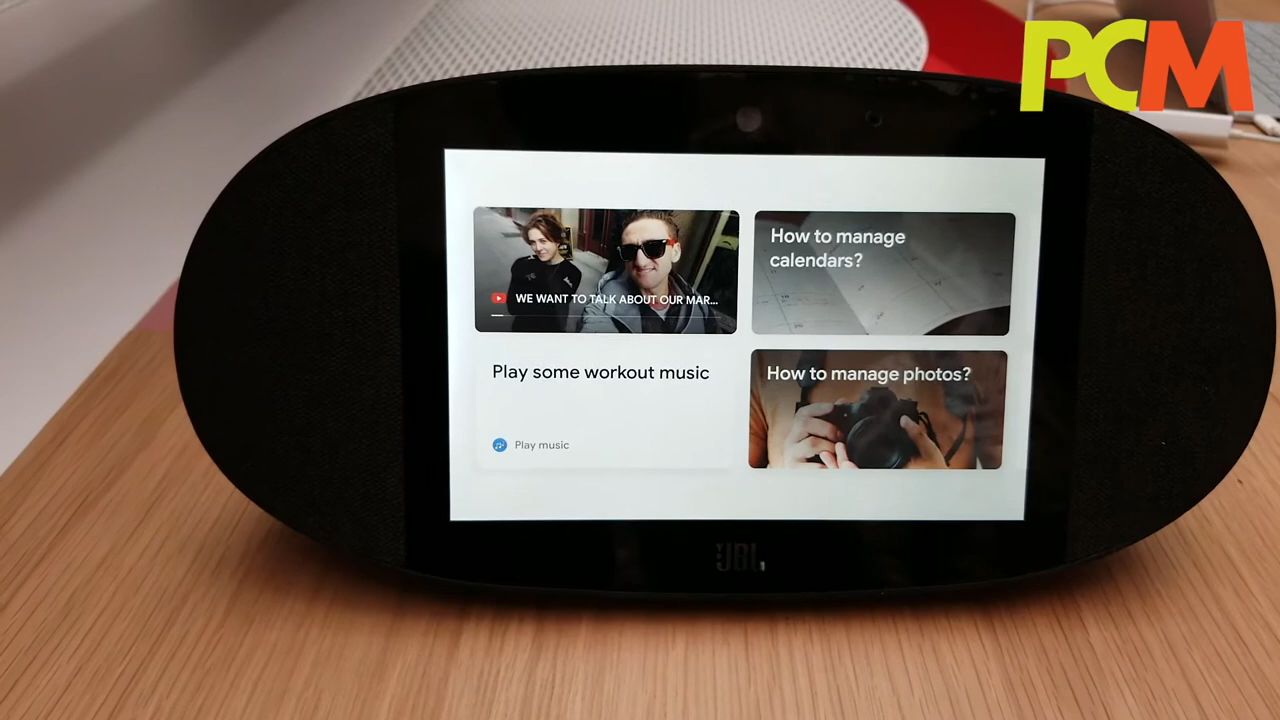 PCM
WE WANT TO TALK ABOUT OUR MAR...
How to manage
calendars?
Play some workout music
Play music
How to manage photos?
JBL